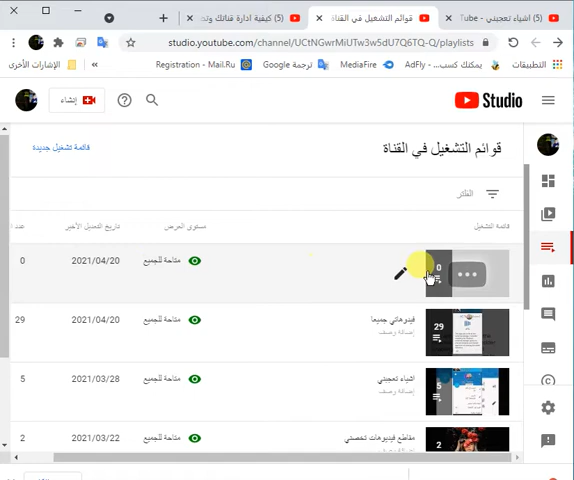 (5) اشياء تعجبني - Tube
قوائم التشغيل في القناة
(5) كيفية ادارة قناتك وتح
studio.youtube.com/channel/UCtNGwrMiUTw3w5dU7Q6TQ-Q/playlists
التطبيقات
يمكنك كسب...
AdFly -
MediaFire
ترجمة Google
Registration - Mail.Ru
الإشارات الأخرى
Studio
إنشاء
قوائم التشغيل في القناة
قائمة تشغيل جديدة
الفلتر
قائمة التشغيل
مستوى العرض
تاريخ التعديل الأخير
عدد ا
0
متاحة للجميع
2021/04/20
0
29
فيديوهاتي جميعا
إضافة وصف
متاحة للجميع
2021/04/20
29
5
اشياء تعجبني
إضافة وصف
متاحة للجميع
2021/03/28
5
2
مقاطع فيديوهات تخصني
متاحة للجميع
2021/03/22
2